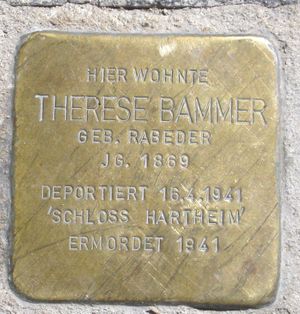 HIER WOHNTE
THERESE BAMMER
GEB. RABEDER
JG. 1869
DEPORTIERT 16.4.1941
'SCHLOSS HARTHEIM'
ERMORDET 1941